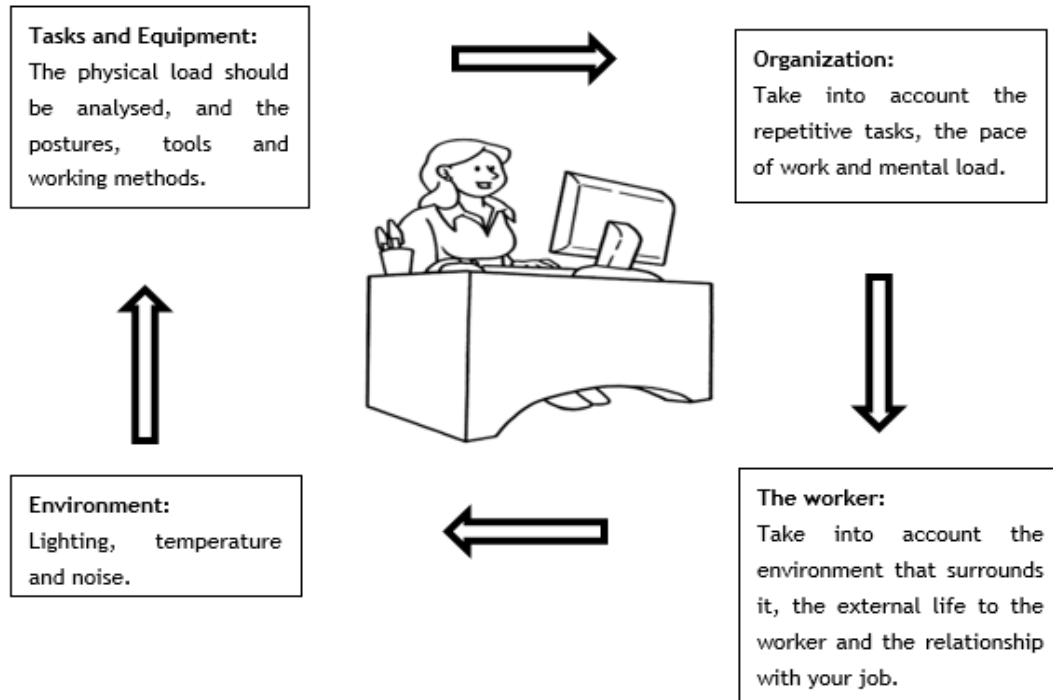 Tasks and Equipment:
The physical load should
be analysed, and the
postures, tools and
working methods.
Organization:
Take into account the
repetitive tasks, the pace
of work and mental load.
Environment:
Lighting, temperature
and noise.
The worker:
Take into account the
environment that surrounds
it, the external life to the
worker and the relationship
with your job.